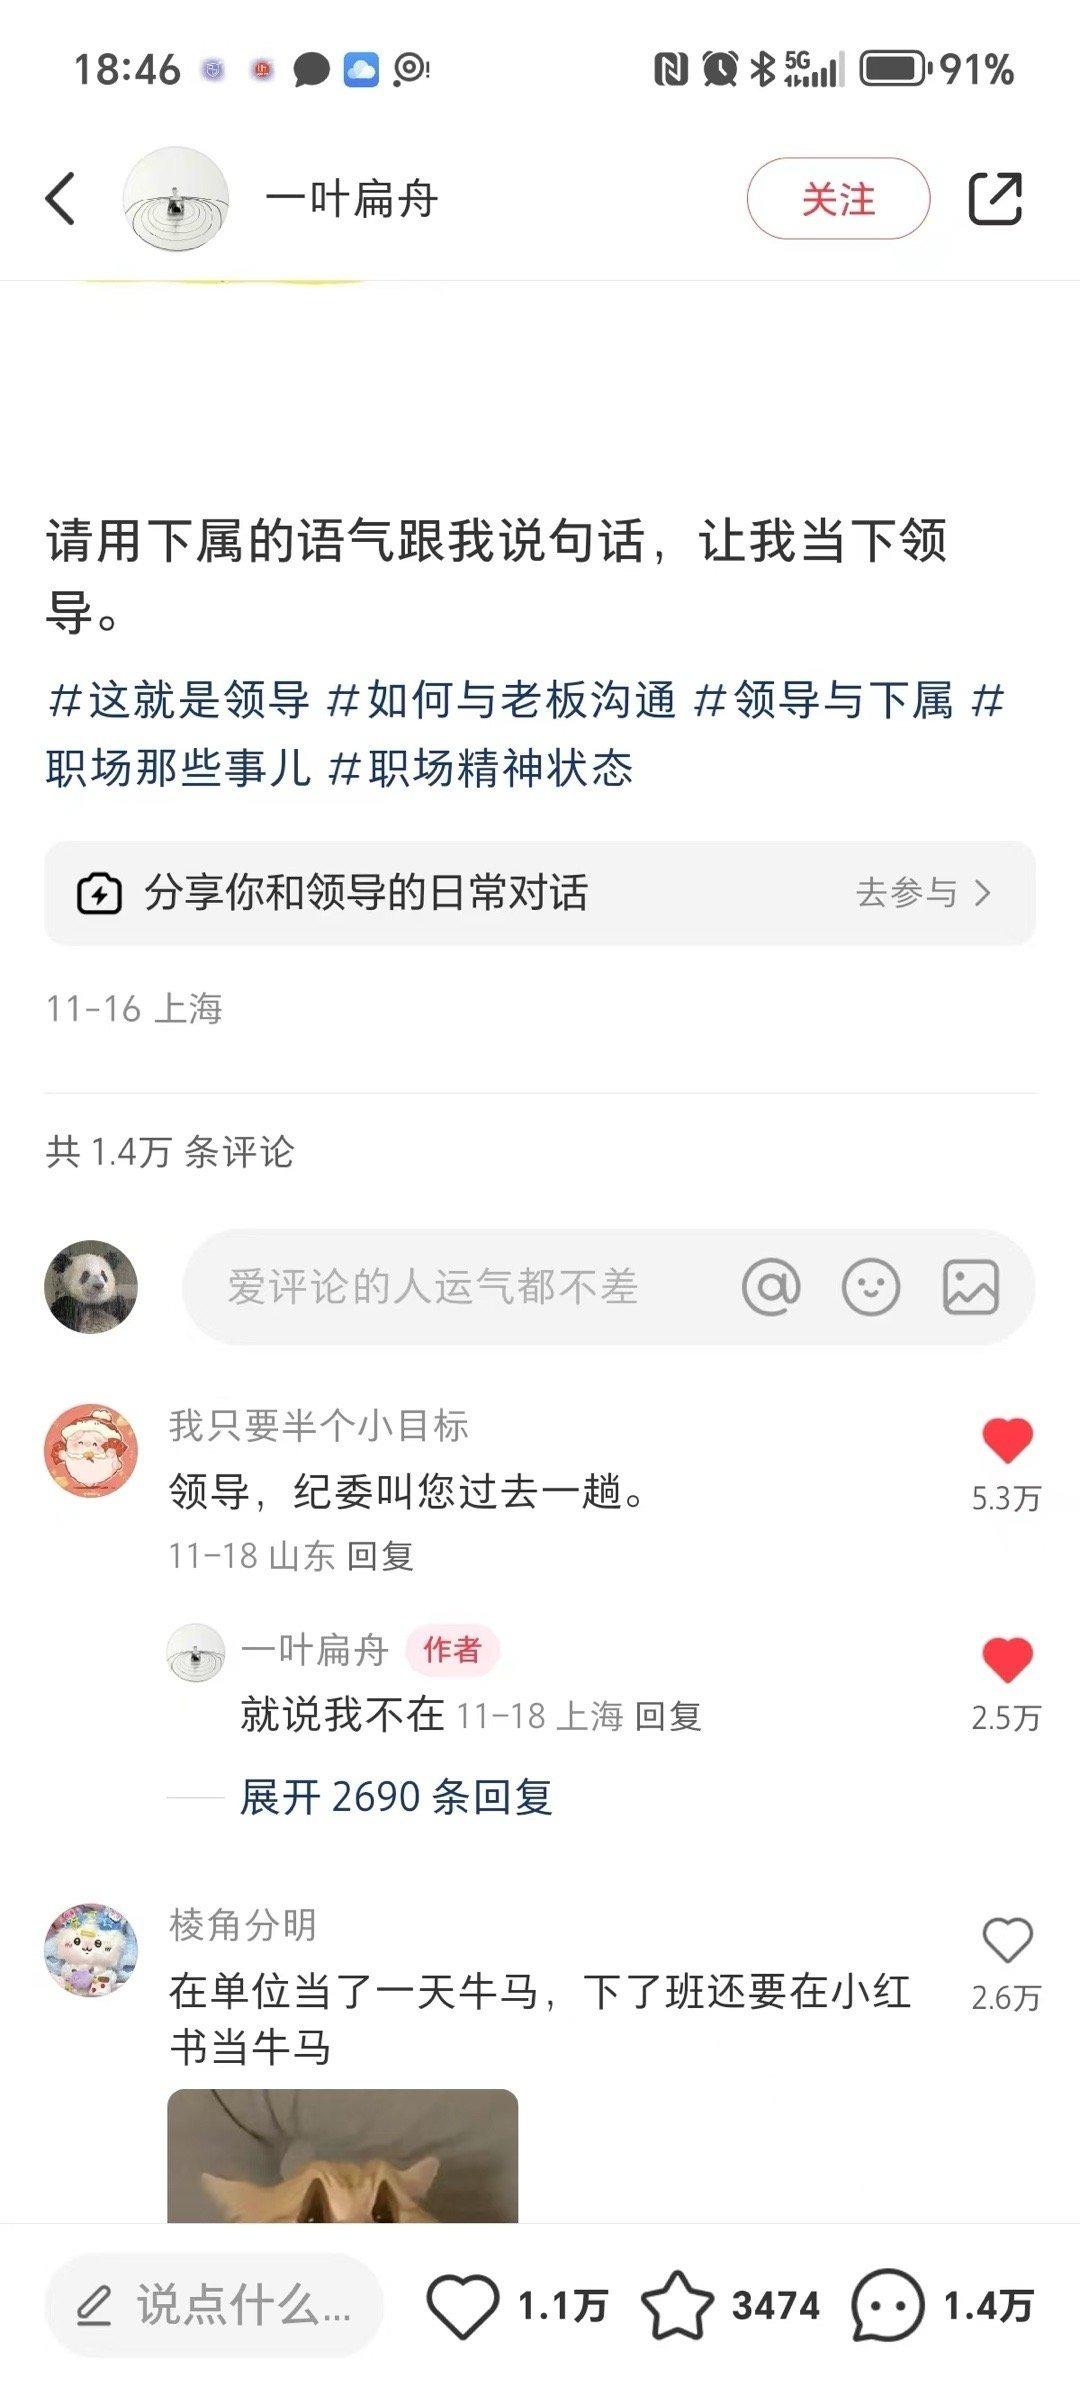 18:46
5G
91%
一叶扁舟
关注
请用下属的语气跟我说句话，让我当下领
导。
#这就是领导 #如何与老板沟通 #领导与下属 #
职场那些事儿 #职场精神状态
分享你和领导的日常对话
去参与
11-16 上海
共 1.4万 条评论
爱评论的人运气都不差
我只要半个小目标
领导，纪委叫您过去一趟。
5.3万
11-18 山东 回复
一叶扁舟 作者
就说我不在 11-18 上海 回复
2.5万
展开 2690 条回复
棱角分明
在单位当了一天牛马，下了班还要在小红
书当牛马
2.6万
说点什么...
1.1万
3474
1.4万